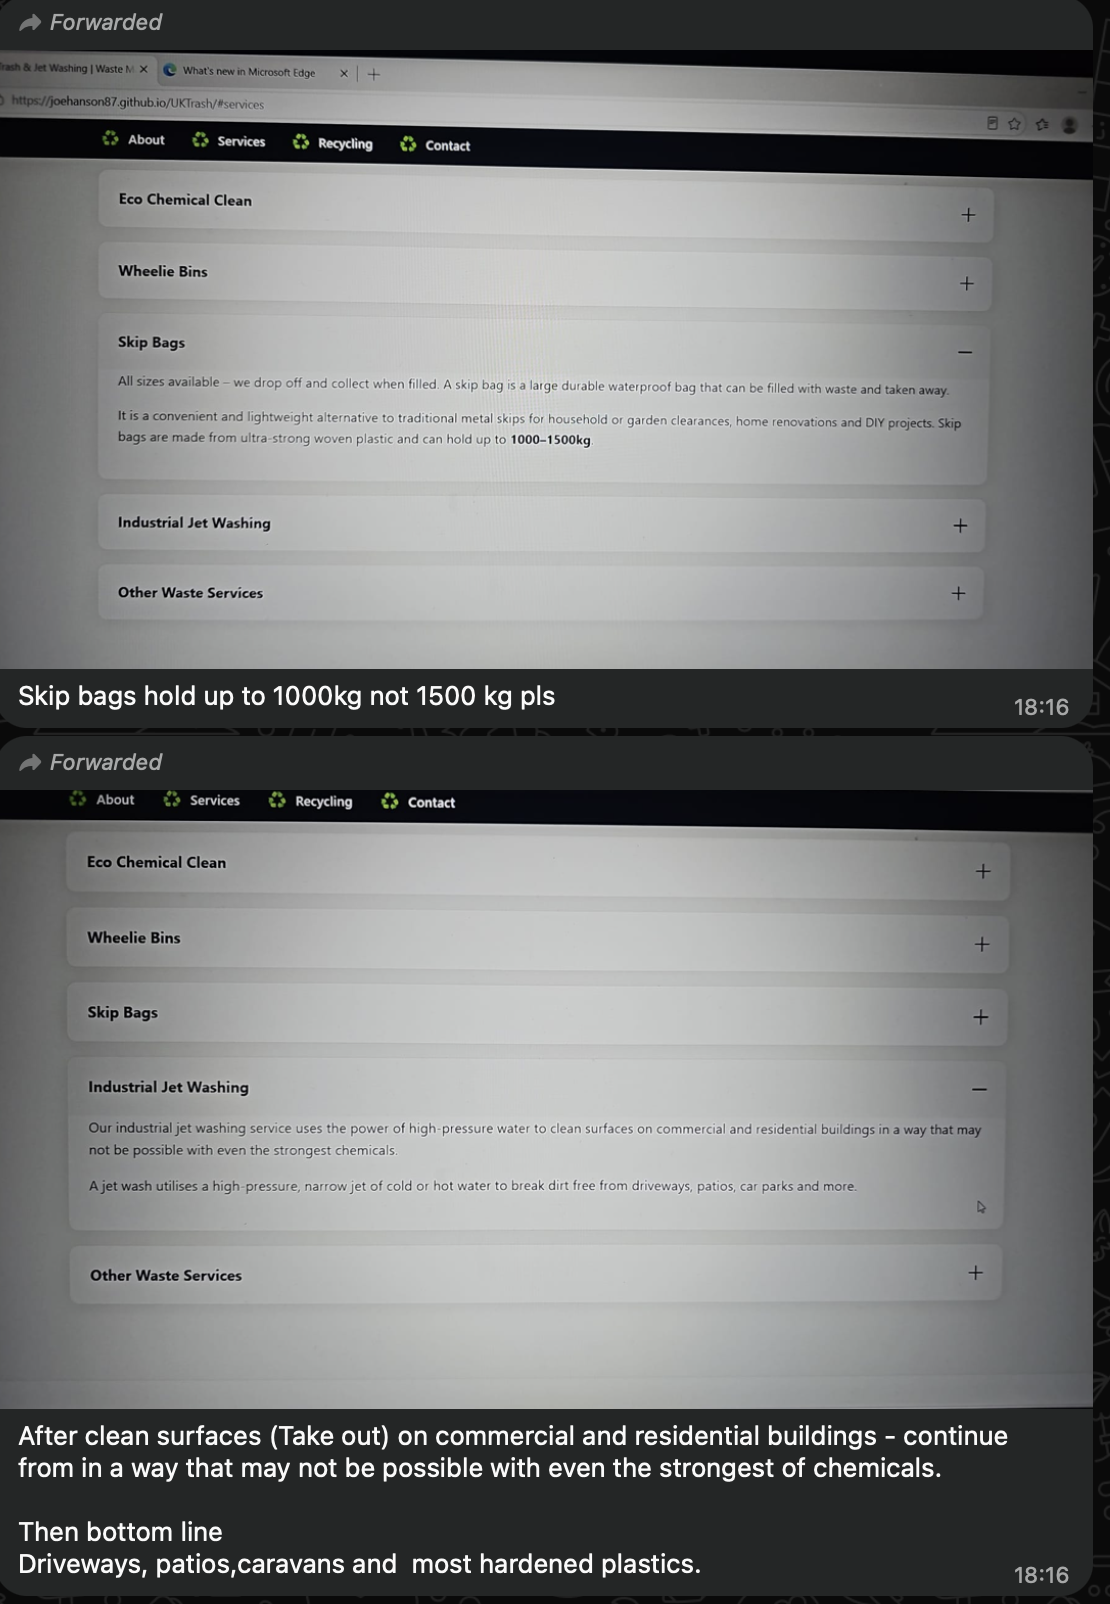 Forwarded
Trash & Jet Washing | Waste M
What's new in Microsoft Edge
https://joehanson87.github.io/UKTrash/#services
About Services Recycling Contact
Eco Chemical Clean
Wheelie Bins
Skip Bags
All sizes available – we drop off and collect when filled. A skip bag is a large durable waterproof bag that can be filled with waste and taken away.
It is a convenient and lightweight alternative to traditional metal skips for household or garden clearances, home renovations and DIY projects. Skip
bags are made from ultra-strong woven plastic and can hold up to 1000–1500kg.
Industrial Jet Washing
Other Waste Services
Skip bags hold up to 1000kg not 1500 kg pls
18:16
Forwarded
About Services Recycling Contact
Eco Chemical Clean
Wheelie Bins
Skip Bags
Industrial Jet Washing
Our industrial jet washing service uses the power of high-pressure water to clean surfaces on commercial and residential buildings in a way that may
not be possible with even the strongest chemicals.
A jet wash utilises a high-pressure, narrow jet of cold or hot water to break dirt free from driveways, patios, car parks and more.
Other Waste Services
After clean surfaces (Take out) on commercial and residential buildings - continue
from in a way that may not be possible with even the strongest of chemicals.
Then bottom line
Driveways, patios,caravans and  most hardened plastics.
18:16